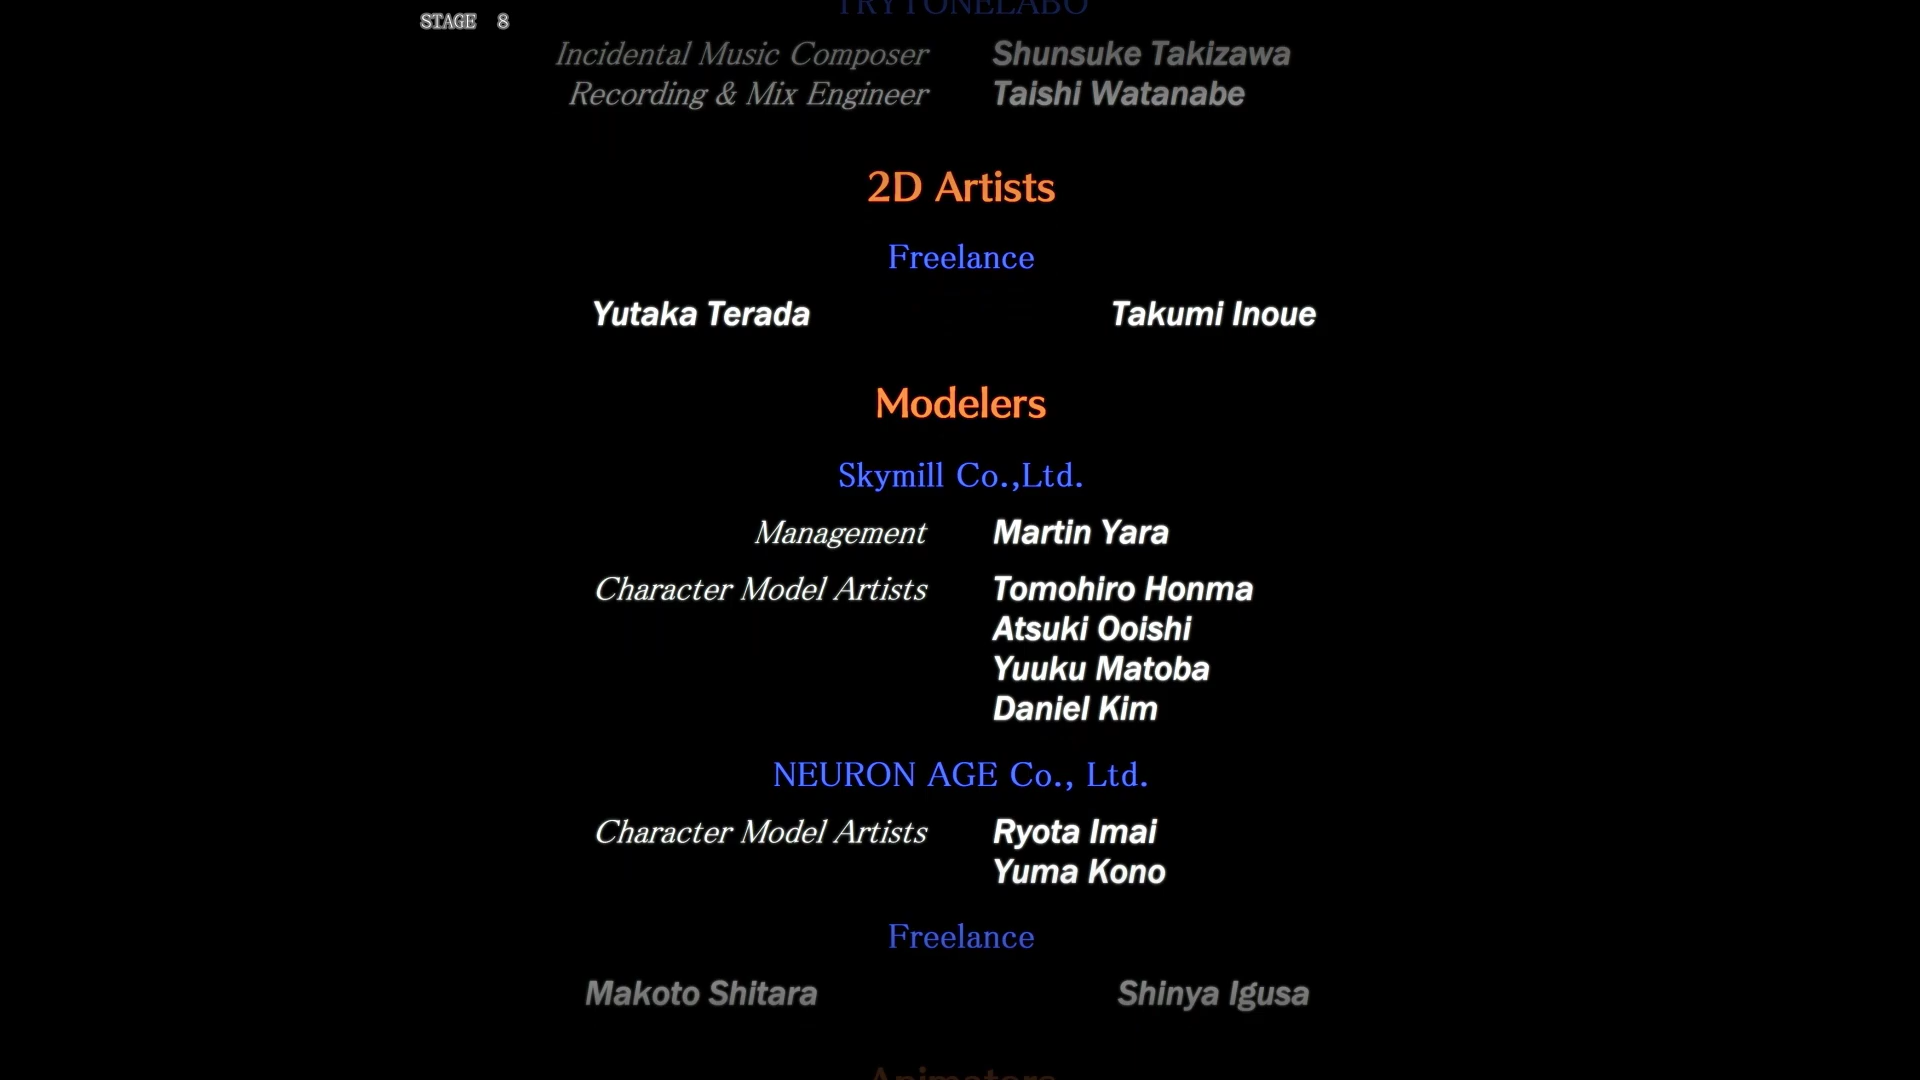 TRYTONELABO
STAGE 8
Incidental Music Composer Shunsuke Takizawa
Recording & Mix Engineer Taishi Watanabe
2D Artists
Freelance
Yutaka Terada Takumi Inoue
Modelers
Skymill Co.,Ltd.
Management Martin Yara
Character Model Artists Tomohiro Honma
Atsuki Ooishi
Yuuku Matoba
Daniel Kim
NEURON AGE Co., Ltd.
Character Model Artists Ryota Imai
Yuma Kono
Freelance
Makoto Shitara Shinya Igusa
Animators